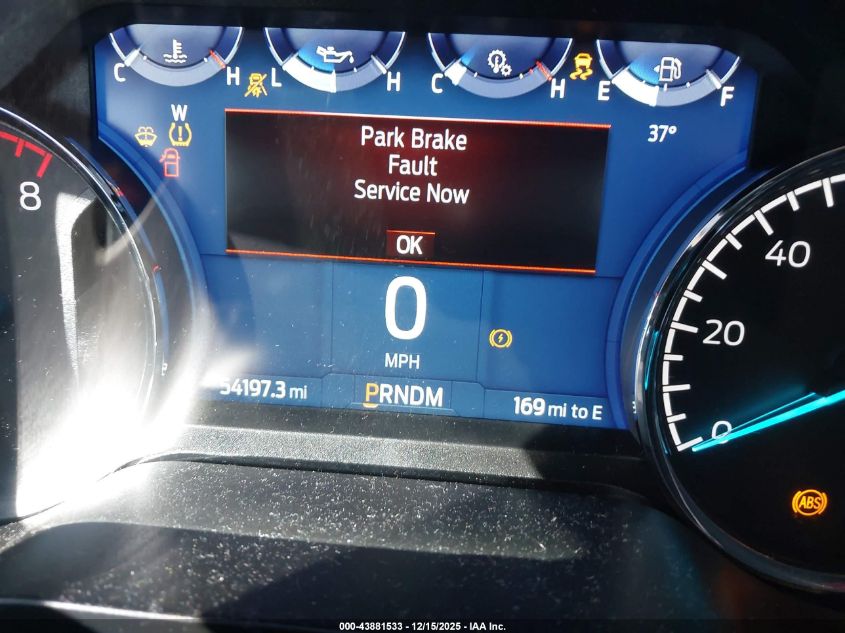 C H L H C H E F
W
37°
8
Park Brake
Fault
Service Now
OK
40
20
0
0
MPH
54197.3 mi
PRNDM
169 mi to E
ABS
000-43881533 - 12/15/2025 - IAA Inc.